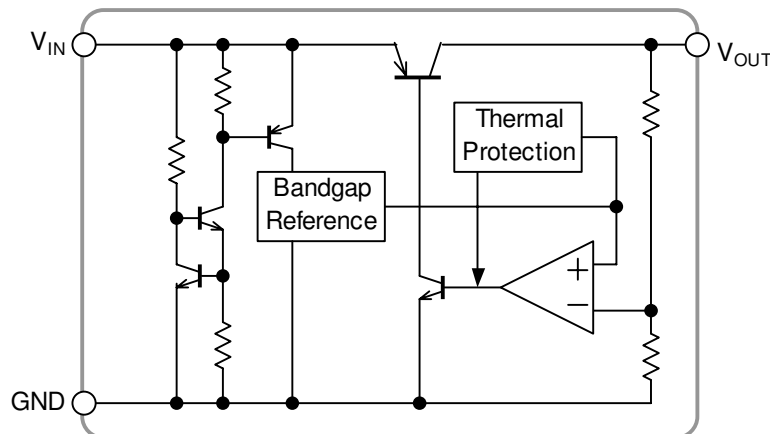 VIN
VOUT
Thermal
Protection
Bandgap
Reference
+
−
GND